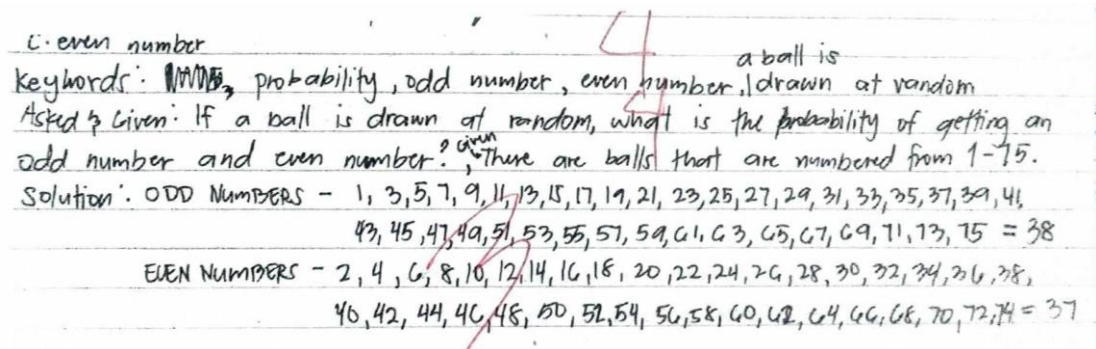 i. even number
a ball is
Keywords: probability, odd number, even number, drawn at random
Asked & Given: If a ball is drawn at random, what is the probability of getting an
odd number and even number? Given There are balls that are numbered from 1-75.
Solution: ODD NUMBERS - 1, 3, 5, 7, 9, 11, 13, 15, 17, 19, 21, 23, 25, 27, 29, 31, 33, 35, 37, 39, 41,
43, 45, 47, 49, 51, 53, 55, 57, 59, 61, 63, 65, 67, 69, 71, 73, 75 = 38
EVEN NUMBERS - 2, 4, 6, 8, 10, 12, 14, 16, 18, 20, 22, 24, 26, 28, 30, 32, 34, 36, 38,
40, 42, 44, 46, 48, 50, 52, 54, 56, 58, 60, 62, 64, 66, 68, 70, 72, 74 = 37